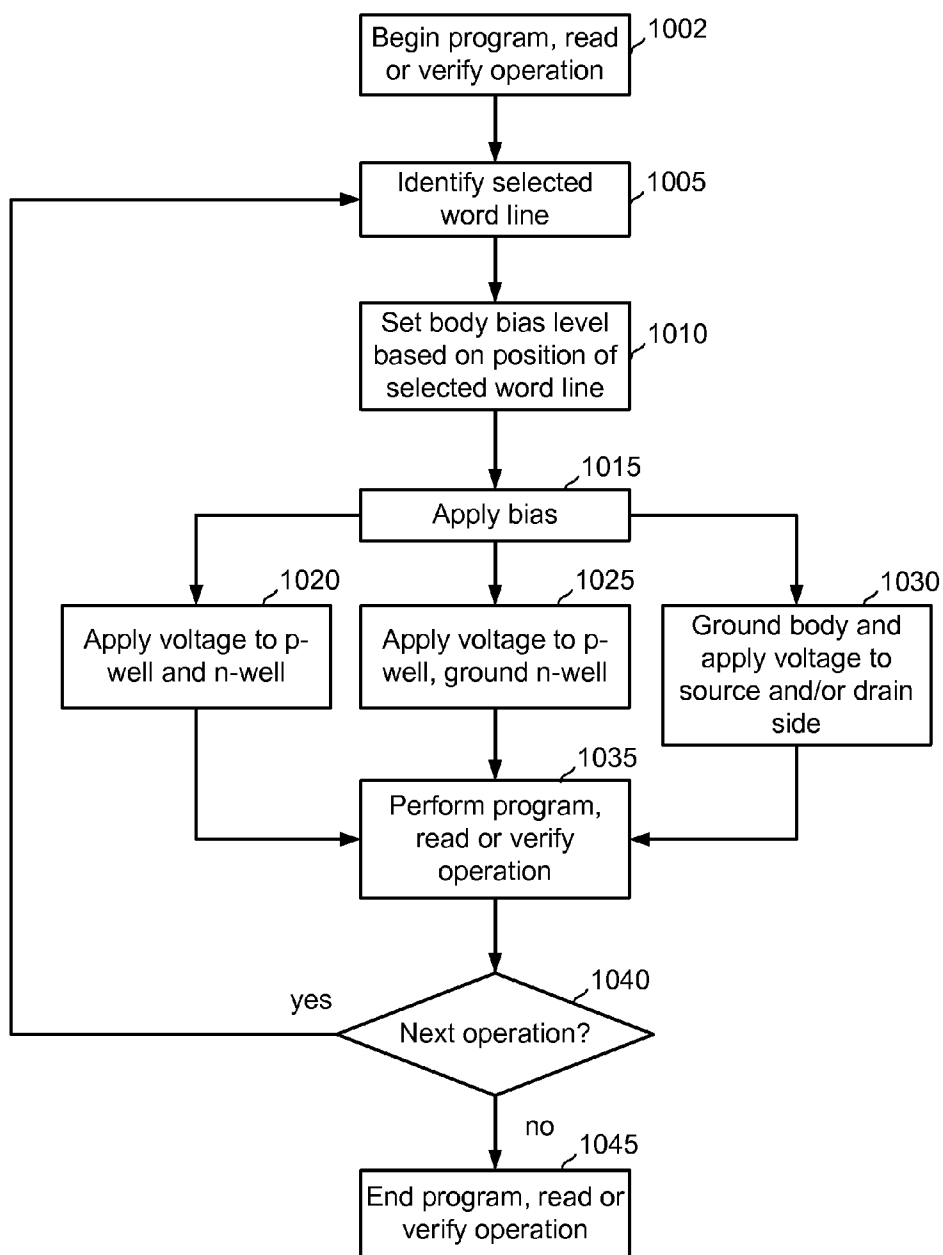 Begin program, read
or verify operation
1002
Identify selected
word line
1005
Set body bias level
based on position of
selected word line
1010
1015
Apply bias
1020
Apply voltage to p-
well and n-well
1025
Apply voltage to p-
well, ground n-well
1030
Ground body and
apply voltage to
source and/or drain
side
1035
Perform program,
read or verify
operation
1040
yes
Next operation?
no
1045
End program, read or
verify operation